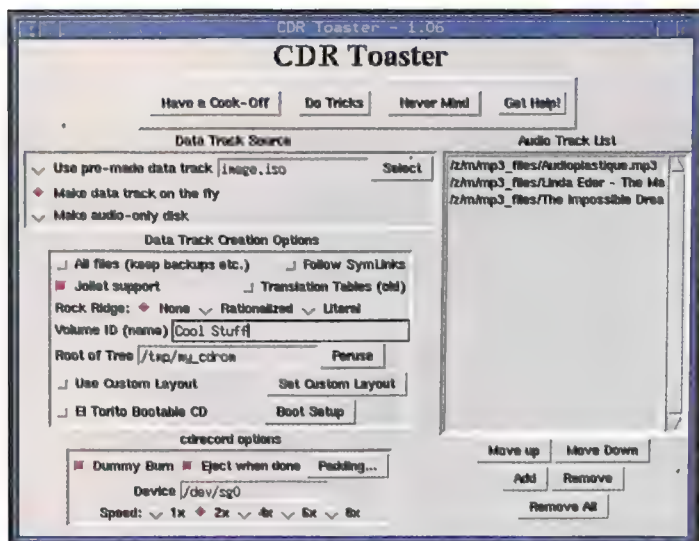 CDR Toaster - 1.06
CDR Toaster
Have a Cook-Off
Do Tricks
Never Mind
Get Help!
Data Track Source
Use pre-made data track image.iso Select
Make data track on the fly
Make audio-only disk
Data Track Creation Options
All files (keep backups etc.) Follow SymLinks
Joliet support Translation Tables (old)
Rock Ridge: None Rationalized Literal
Volume ID (name) Cool Stuff
Root of Tree /tmp/my_cdrom Peruse
Use Custom Layout Set Custom Layout
El Torito Bootable CD Boot Setup
cdrecord options
Dummy Burn Eject when done Padding...
Device /dev/sg0
Speed: 1x 2x 4x 6x 8x
Audio Track List
/z/m/mp3_files/Audioplastique.mp3
/z/m/mp3_files/Linda Eder - The Ma
/z/m/mp3_files/The Impossible Drea
Move up Move Down
Add Remove
Remove All